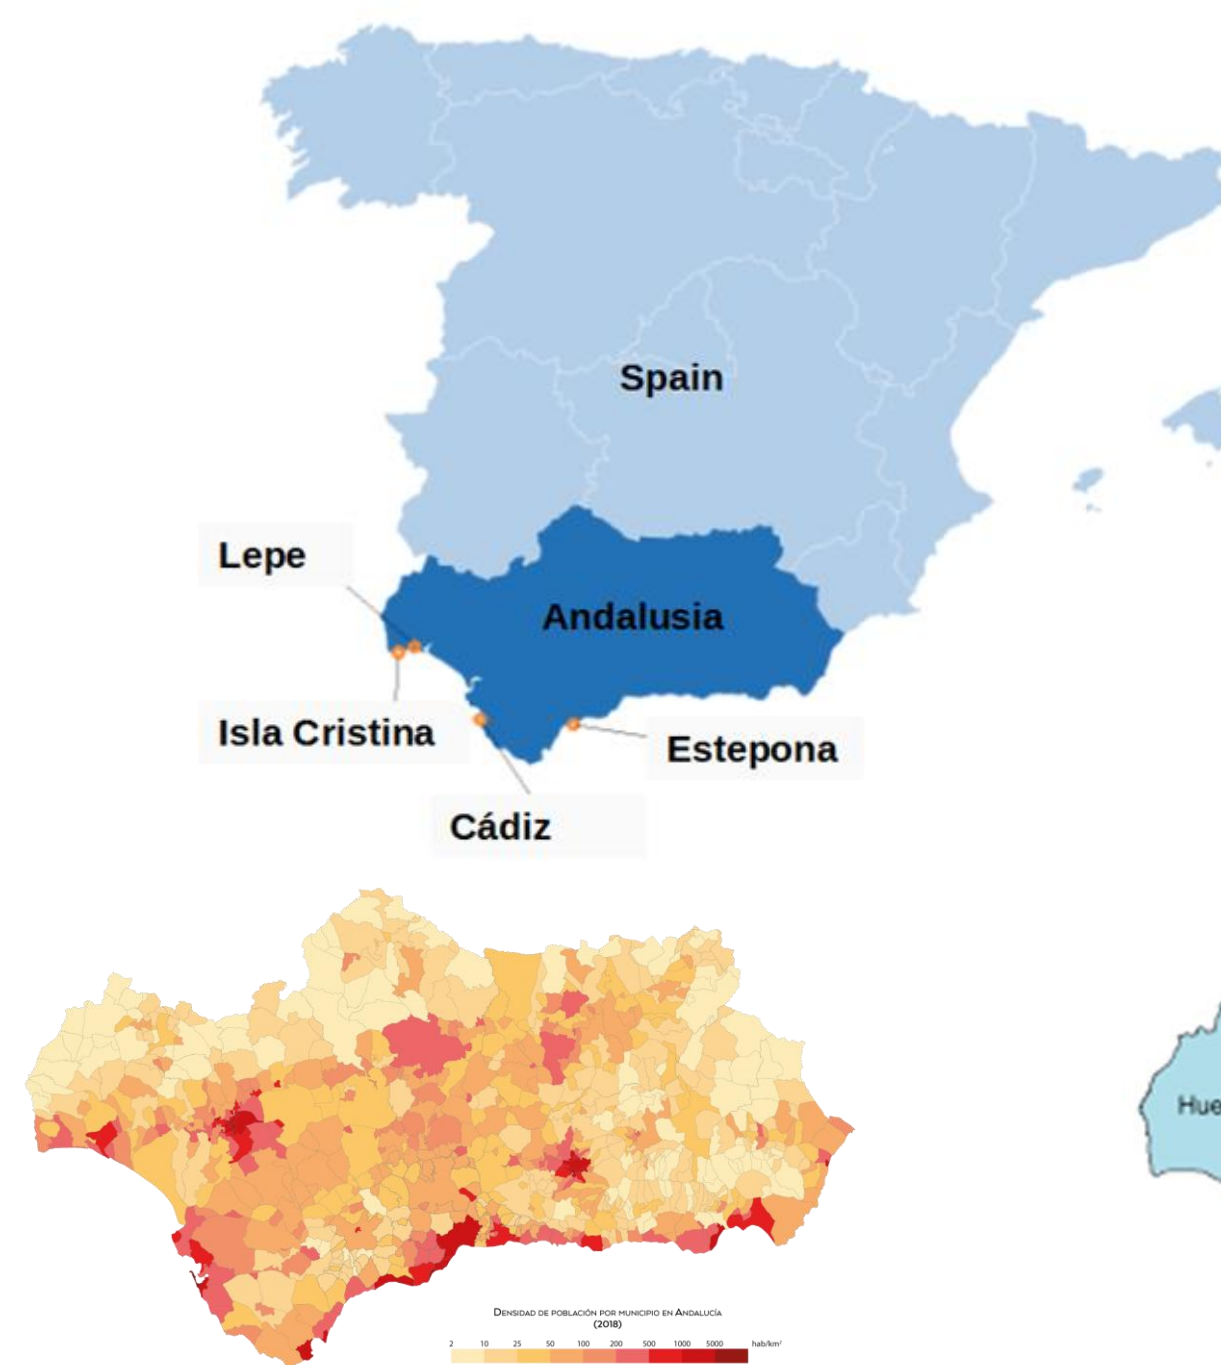 Spain
Lepe
Andalusia
Isla Cristina
Estepona
Cádiz
Hue
DENSIDAD DE POBLACIÓN POR MUNICIPIO EN ANDALUCÍA
(2018)
2 10 25 50 100 200 500 1000 5000 hab/km²